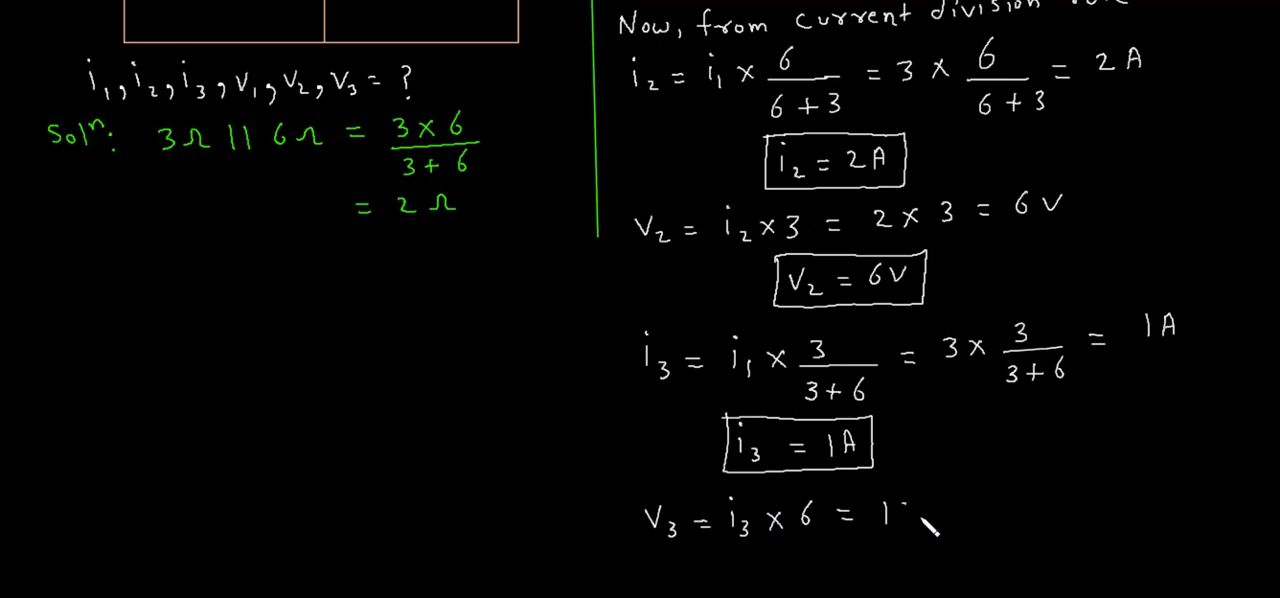 i₁, i₂, i₃, v₁, v₂, v₃ = ?
Solⁿ: 3Ω || 6Ω = 3 × 6 / 3 + 6
= 2 Ω
Now, from current division
i₂ = i₁ × 6 / 6 + 3 = 3 × 6 / 6 + 3 = 2 A
i₂ = 2A
V₂ = i₂ × 3 = 2 × 3 = 6 V
V₂ = 6V
i₃ = i₁ × 3 / 3 + 6 = 3 × 3 / 3 + 6 = 1A
i₃ = 1A
V₃ = i₃ × 6 = 1